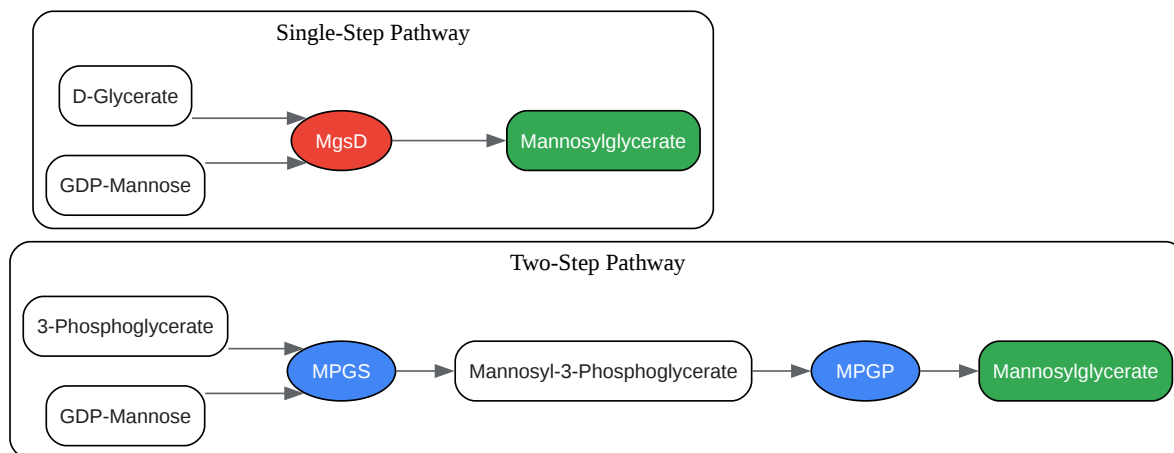 Single-Step Pathway
D-Glycerate
MgsD
Mannosylglycerate
GDP-Mannose
Two-Step Pathway
3-Phosphoglycerate
MPGS
Mannosyl-3-Phosphoglycerate
MPGP
Mannosylglycerate
GDP-Mannose